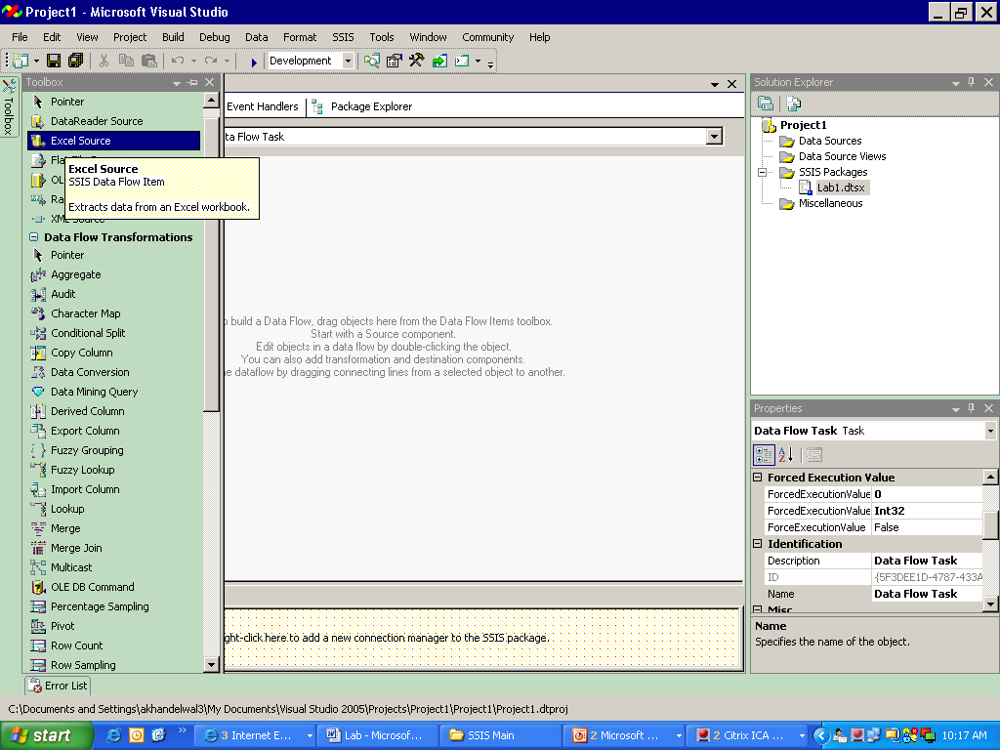 Project1 - Microsoft Visual Studio
File Edit View Project Build Debug Data Format SSIS Tools Window Community Help
Development
Toolbox
Toolbox
Pointer
DataReader Source
Excel Source
Excel Source
SSIS Data Flow Item
Extracts data from an Excel workbook.
XML Source
Data Flow Transformations
Pointer
Aggregate
Audit
Character Map
Conditional Split
Copy Column
Data Conversion
Data Mining Query
Derived Column
Export Column
Fuzzy Grouping
Fuzzy Lookup
Import Column
Lookup
Merge
Merge Join
Multicast
OLE DB Command
Percentage Sampling
Pivot
Row Count
Row Sampling
Error List
Event Handlers
Package Explorer
ta Flow Task
build a Data Flow, drag objects here from the Data Flow Items toolbox.
Start with a Source component.
Edit objects in a data flow by double-clicking the object.
You can also add transformation and destination components.
e dataflow by dragging connecting lines from a selected object to another.
ght-click here to add a new connection manager to the SSIS package.
Solution Explorer
Project1
Data Sources
Data Source Views
SSIS Packages
Lab1.dtsx
Miscellaneous
Properties
Data Flow Task Task
Forced Execution Value
ForcedExecutionValue 0
ForcedExecutionValue Int32
ForceExecutionValue False
Identification
Description Data Flow Task
ID {5F3DEE1D-4787-433A
Name Data Flow Task
Misc
Name
Specifies the name of the object.
C:\Documents and Settings\akhandelwal3\My Documents\Visual Studio 2005\Projects\Project1\Project1\Project1.dtproj
start
3 Internet E...
Lab - Microsof...
SSIS Main
2 Microsoft ...
2 Citrix ICA ...
10:17 AM